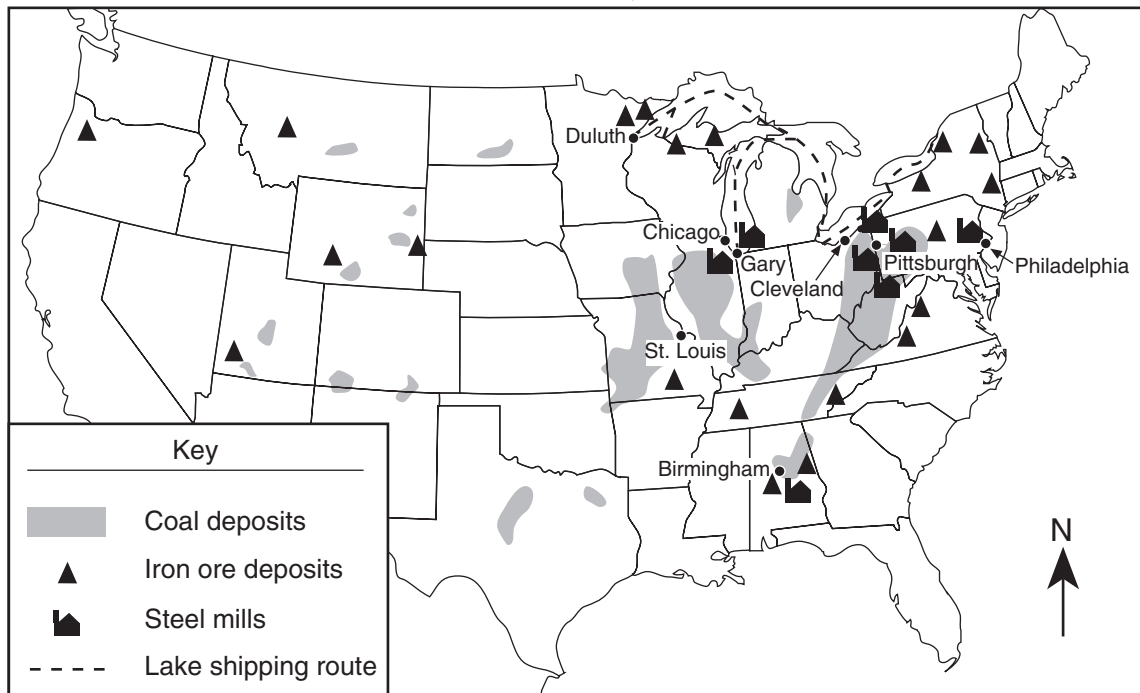 Duluth
Chicago
Gary
Cleveland
Pittsburgh
Philadelphia
St. Louis
Birmingham
Key
Coal deposits
Iron ore deposits
Steel mills
Lake shipping route
N